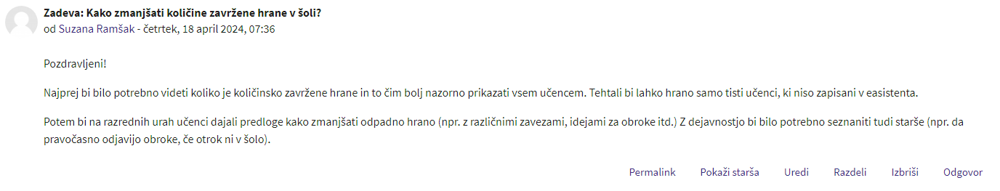 Zadeva: Kako zmanjšati količine zavržene hrane v šoli?
od Suzana Ramšak - četrtek, 18 april 2024, 07:36
Pozdravljeni!
Najprej bi bilo potrebno videti koliko je količinsko zavržene hrane in to čim bolj nazorno prikazati vsem učencem. Tehtali bi lahko hrano samo tisti učenci, ki niso zapisani v easistenta.
Potem bi na razrednih urah učenci dajali predloge kako zmanjšati odpadno hrano (npr. z različnimi zavezami, idejami za obroke itd.) Z dejavnostjo bi bilo potrebno seznaniti tudi starše (npr. da
pravočasno odjavijo obroke, če otrok ni v šolo).
Permalink Pokaži starša Uredi Razdeli Izbriši Odgovor